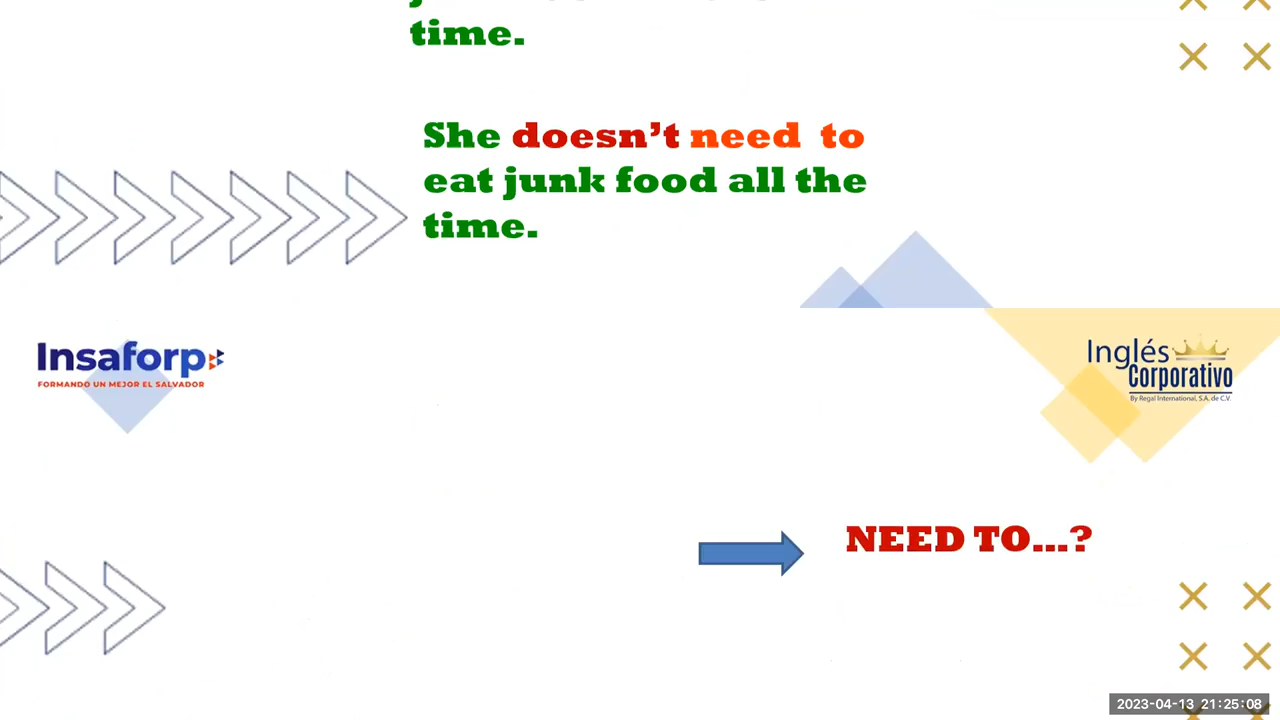 time.
She doesn’t need to
eat junk food all the
time.
Insaforp
FORMANDO UN MEJOR EL SALVADOR
Inglés
Corporativo
By Regal International, S.A. de C.V.
NEED TO...?
2023-04-13 21:25:08